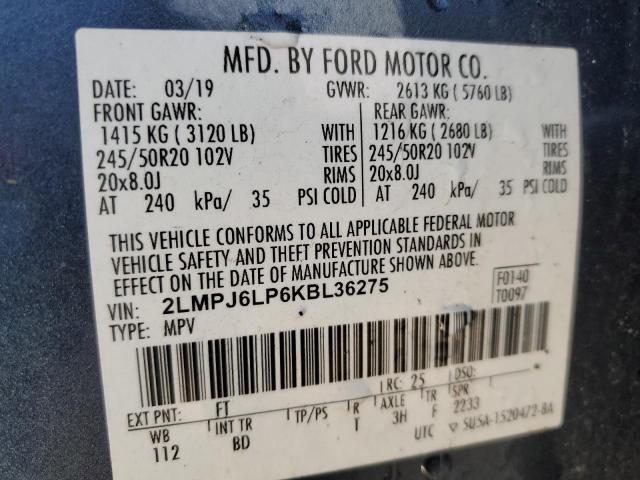 MFD. BY FORD MOTOR CO.
DATE: 03/19 GVWR: 2613 KG ( 5760 LB)
FRONT GAWR: REAR GAWR:
1415 KG ( 3120 LB) WITH 1216 KG ( 2680 LB) WITH
245/50R20 102V TIRES 245/50R20 102V TIRES
20x8.0J RIMS 20x8.0J RIMS
AT 240 kPa/ 35 PSI COLD AT 240 kPa/ 35 PSI COLD
THIS VEHICLE CONFORMS TO ALL APPLICABLE FEDERAL MOTOR
VEHICLE SAFETY AND THEFT PREVENTION STANDARDS IN
EFFECT ON THE DATE OF MANUFACTURE SHOWN ABOVE.
VIN: 2LMPJ6LP6KBL36275 F0140
TYPE: MPV T0097
EXT PNT: FT RC: 25 DSO:
WB INT TR TP/PS R AXLE TR SPR
112 BD T 3H F 2233
UTC ▽ SU5A-1520472-BA